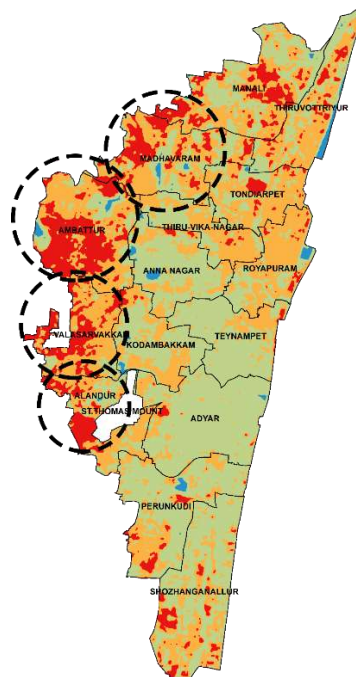 MANALI
THIRUVOTTRIYUR
MADHAVARAM
TONDIARPET
THIRU-VIKA-NAGAR
AMBATTUR
ROYAPURAM
ANNA NAGAR
VALASARVAKKAM
TEYNAMPET
KODAMBAKKAM
ALANDUR
ST.THOMAS MOUNT
ADYAR
PERUNKUDI
SHOZHANGANALLUR